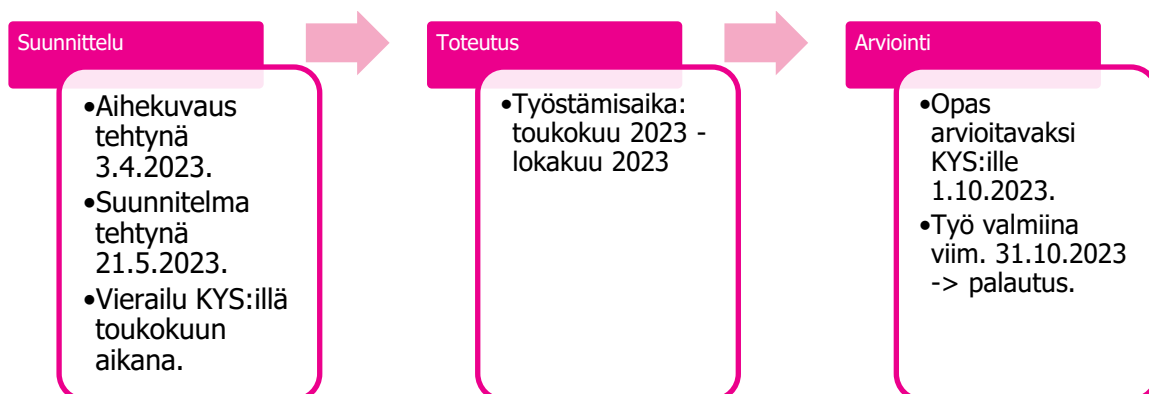 Suunnittelu
•Aihekuvaus
tehtynä
3.4.2023.
•Suunnitelma
tehtynä
21.5.2023.
•Vierailu KYS:illä
toukokuun
aikana.
Toteutus
•Työstämisaika:
toukokuu 2023 -
lokakuu 2023
Arviointi
•Opas
arvioitavaksi
KYS:ille
1.10.2023.
•Työ valmiina
viim. 31.10.2023
-> palautus.